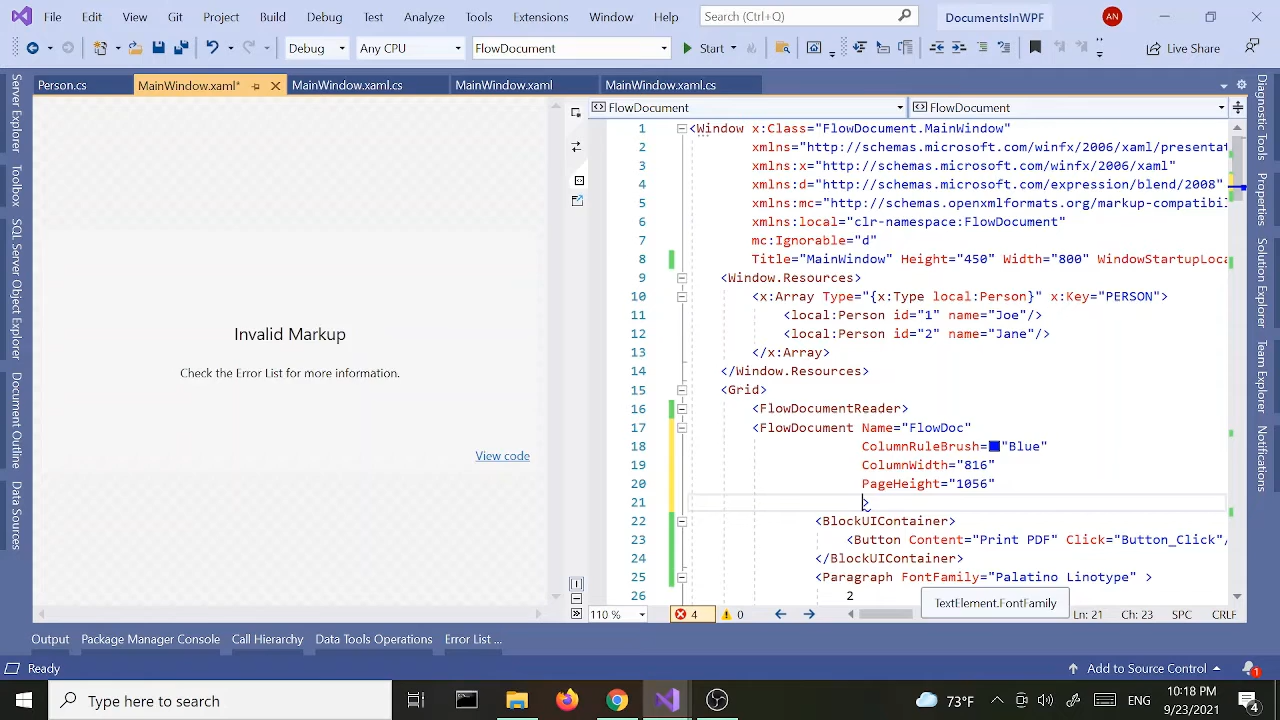 File Edit View Git Project Build Debug Test Analyze Tools Extensions Window Help Search (Ctrl+Q) DocumentsInWPF AN
Debug Any CPU FlowDocument Start Live Share
Person.cs MainWindow.xaml* MainWindow.xaml.cs MainWindow.xaml MainWindow.xaml.cs
Server Explorer
Toolbox
SQL Server Object Explorer
Document Outline
Data Sources
Invalid Markup
Check the Error List for more information.
View code
FlowDocument FlowDocument
1 <Window x:Class="FlowDocument.MainWindow"
2 xmlns="http://schemas.microsoft.com/winfx/2006/xaml/presentat
3 xmlns:x="http://schemas.microsoft.com/winfx/2006/xaml"
4 xmlns:d="http://schemas.microsoft.com/expression/blend/2008"
5 xmlns:mc="http://schemas.openxmlformats.org/markup-compatibil
6 xmlns:local="clr-namespace:FlowDocument"
7 mc:Ignorable="d"
8 Title="MainWindow" Height="450" Width="800" WindowStartupLoca
9 <Window.Resources>
10 <x:Array Type="{x:Type local:Person}" x:Key="PERSON">
11 <local:Person id="1" name="Joe"/>
12 <local:Person id="2" name="Jane"/>
13 </x:Array>
14 </Window.Resources>
15 <Grid>
16 <FlowDocumentReader>
17 <FlowDocument Name="FlowDoc"
18 ColumnRuleBrush="Blue"
19 ColumnWidth="816"
20 PageHeight="1056"
21 >
22 <BlockUIContainer>
23 <Button Content="Print PDF" Click="Button_Click"/
24 </BlockUIContainer>
25 <Paragraph FontFamily="Palatino Linotype" >
26 2
TextElement.FontFamily
110 % 4 0 Ln: 21 Ch: 23 SPC CRLF
Diagnostic Tools
Properties
Solution Explorer
Team Explorer
Notifications
Output Package Manager Console Call Hierarchy Data Tools Operations Error List ...
Ready Add to Source Control 1
Type here to search 73°F ENG
9/23/2021 4